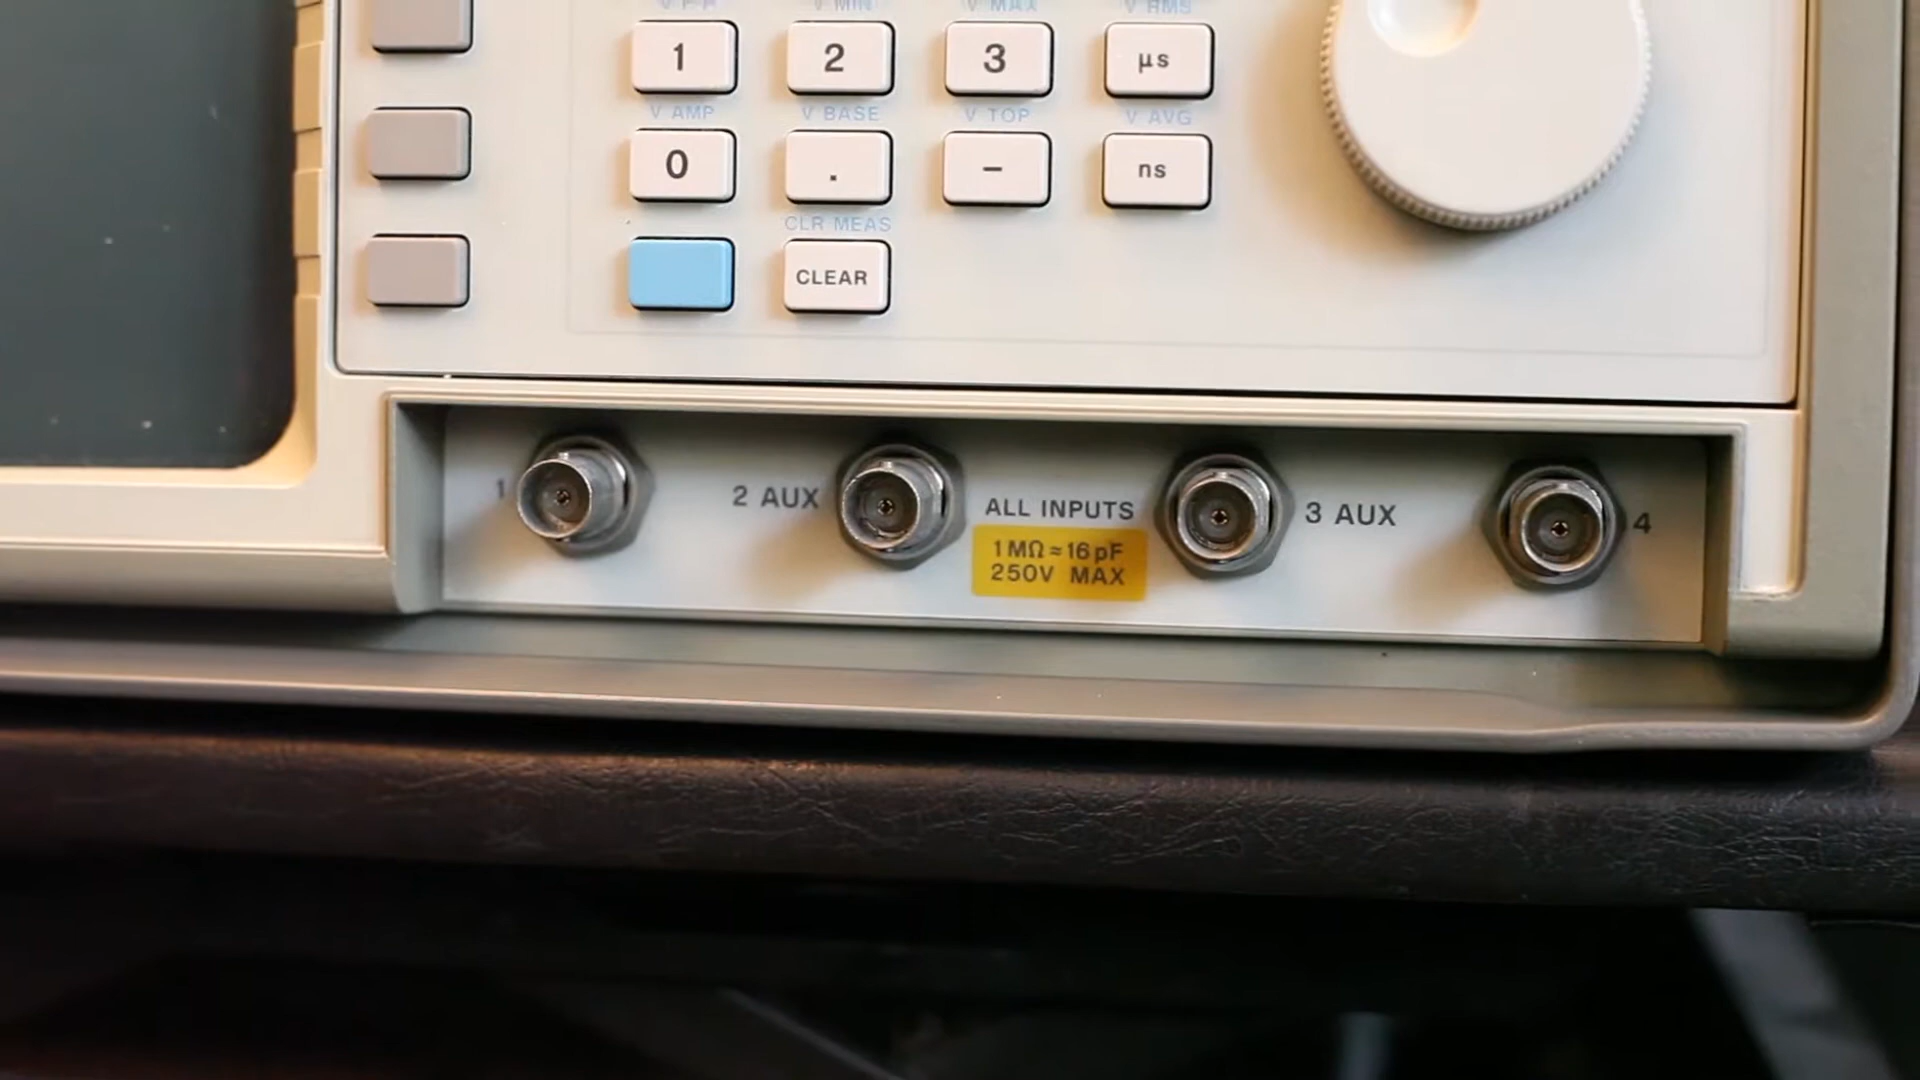 V P-P V MIN V MAX V RMS
1 2 3 µs
V AMP V BASE V TOP V AVG
0 . – ns
CLR MEAS
CLEAR
1 2 AUX ALL INPUTS 3 AUX 4
1 MΩ ≈ 16 pF
250V MAX